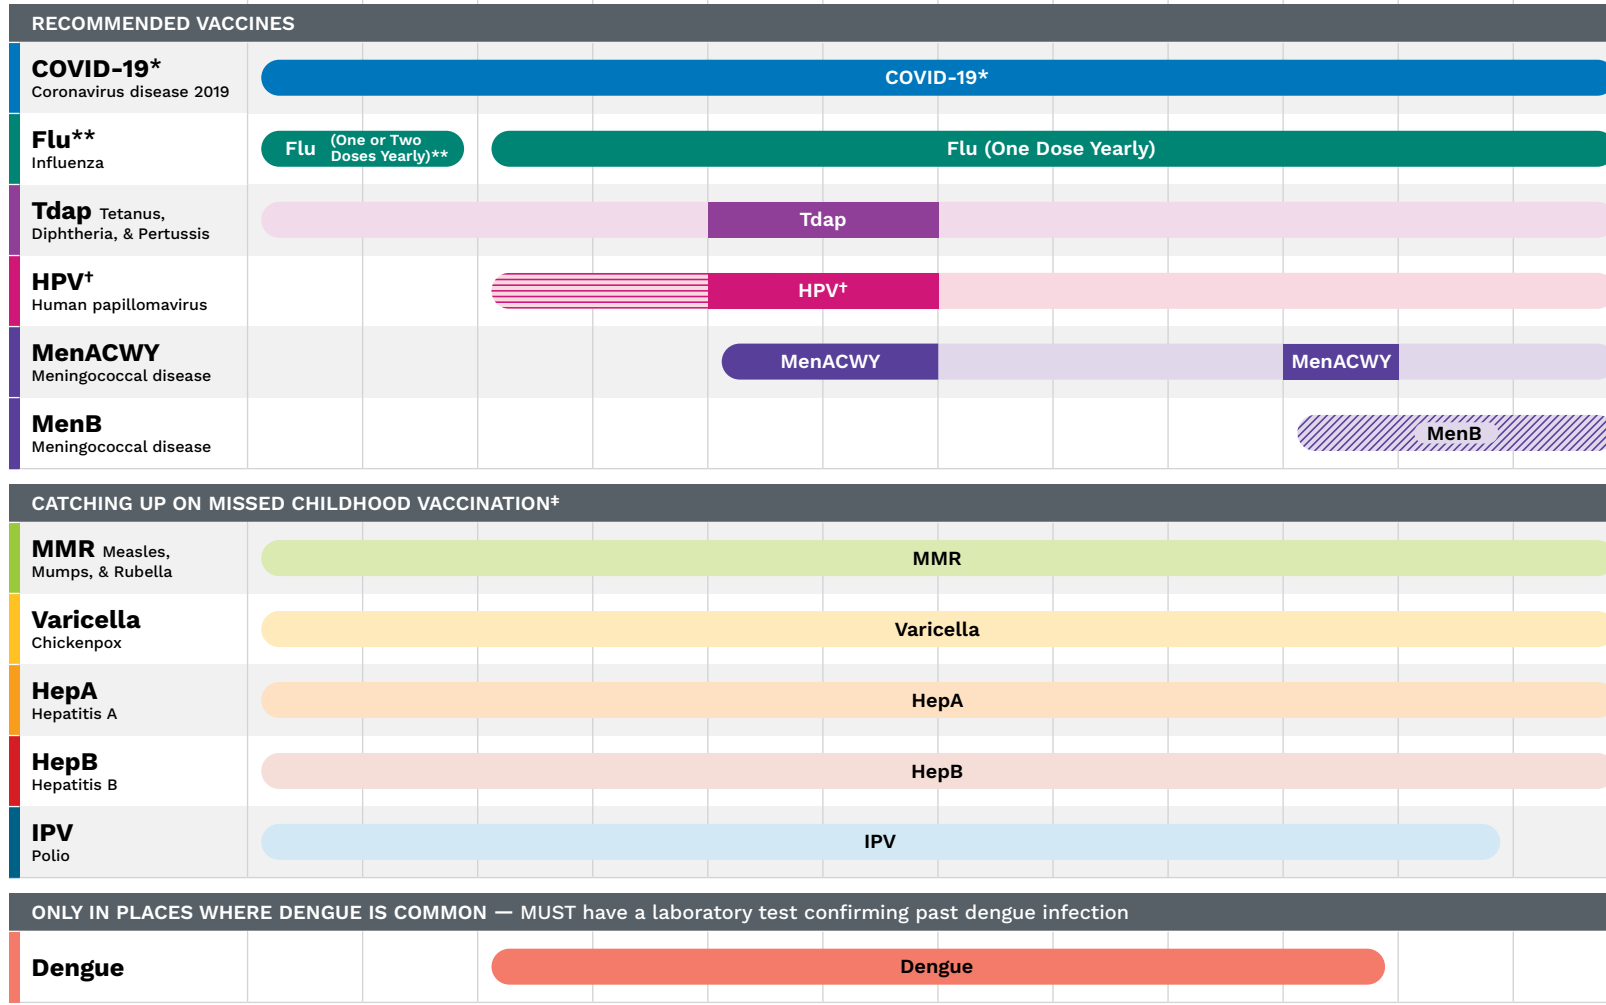 RECOMMENDED VACCINES
COVID-19*
Coronavirus disease 2019
COVID-19*
Flu**
Influenza
Flu (One or Two
Doses Yearly)**
Flu (One Dose Yearly)
Tdap Tetanus,
Diphtheria, & Pertussis
Tdap
HPV†
Human papillomavirus
HPV†
MenACWY
Meningococcal disease
MenACWY
MenACWY
MenB
Meningococcal disease
MenB
CATCHING UP ON MISSED CHILDHOOD VACCINATION‡
MMR Measles,
Mumps, & Rubella
MMR
Varicella
Chickenpox
Varicella
HepA
Hepatitis A
HepA
HepB
Hepatitis B
HepB
IPV
Polio
IPV
ONLY IN PLACES WHERE DENGUE IS COMMON — MUST have a laboratory test confirming past dengue infection
Dengue
Dengue